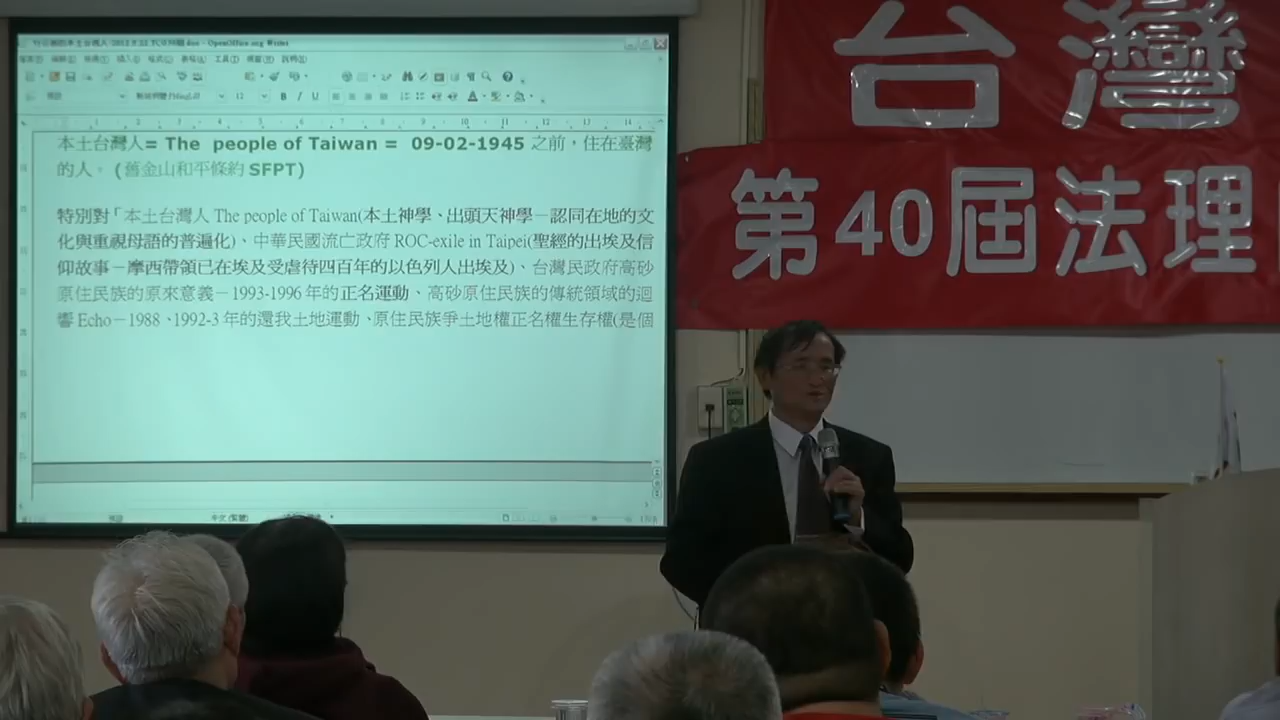 OpenOffice.org Writer
12
B I U
本土台灣人= The people of Taiwan = 09-02-1945 之前，住在臺灣
的人。 (舊金山和平條約 SFPT)
特別對「本土台灣人 The people of Taiwan(本土神學、出頭天神學－認同在地的文
化與重視母語的普遍化)、中華民國流亡政府 ROC-exile in Taipei(聖經的出埃及信
仰故事－摩西帶領已在埃及受虐待四百年的以色列人出埃及)、台灣民政府高砂
原住民族的原來意義－1993-1996 年的正名運動、高砂原住民族的傳統領域的迴
響 Echo－1988、1992-3 年的還我土地運動、原住民族爭土地權正名權生存權(是個
台灣
第40屆法理